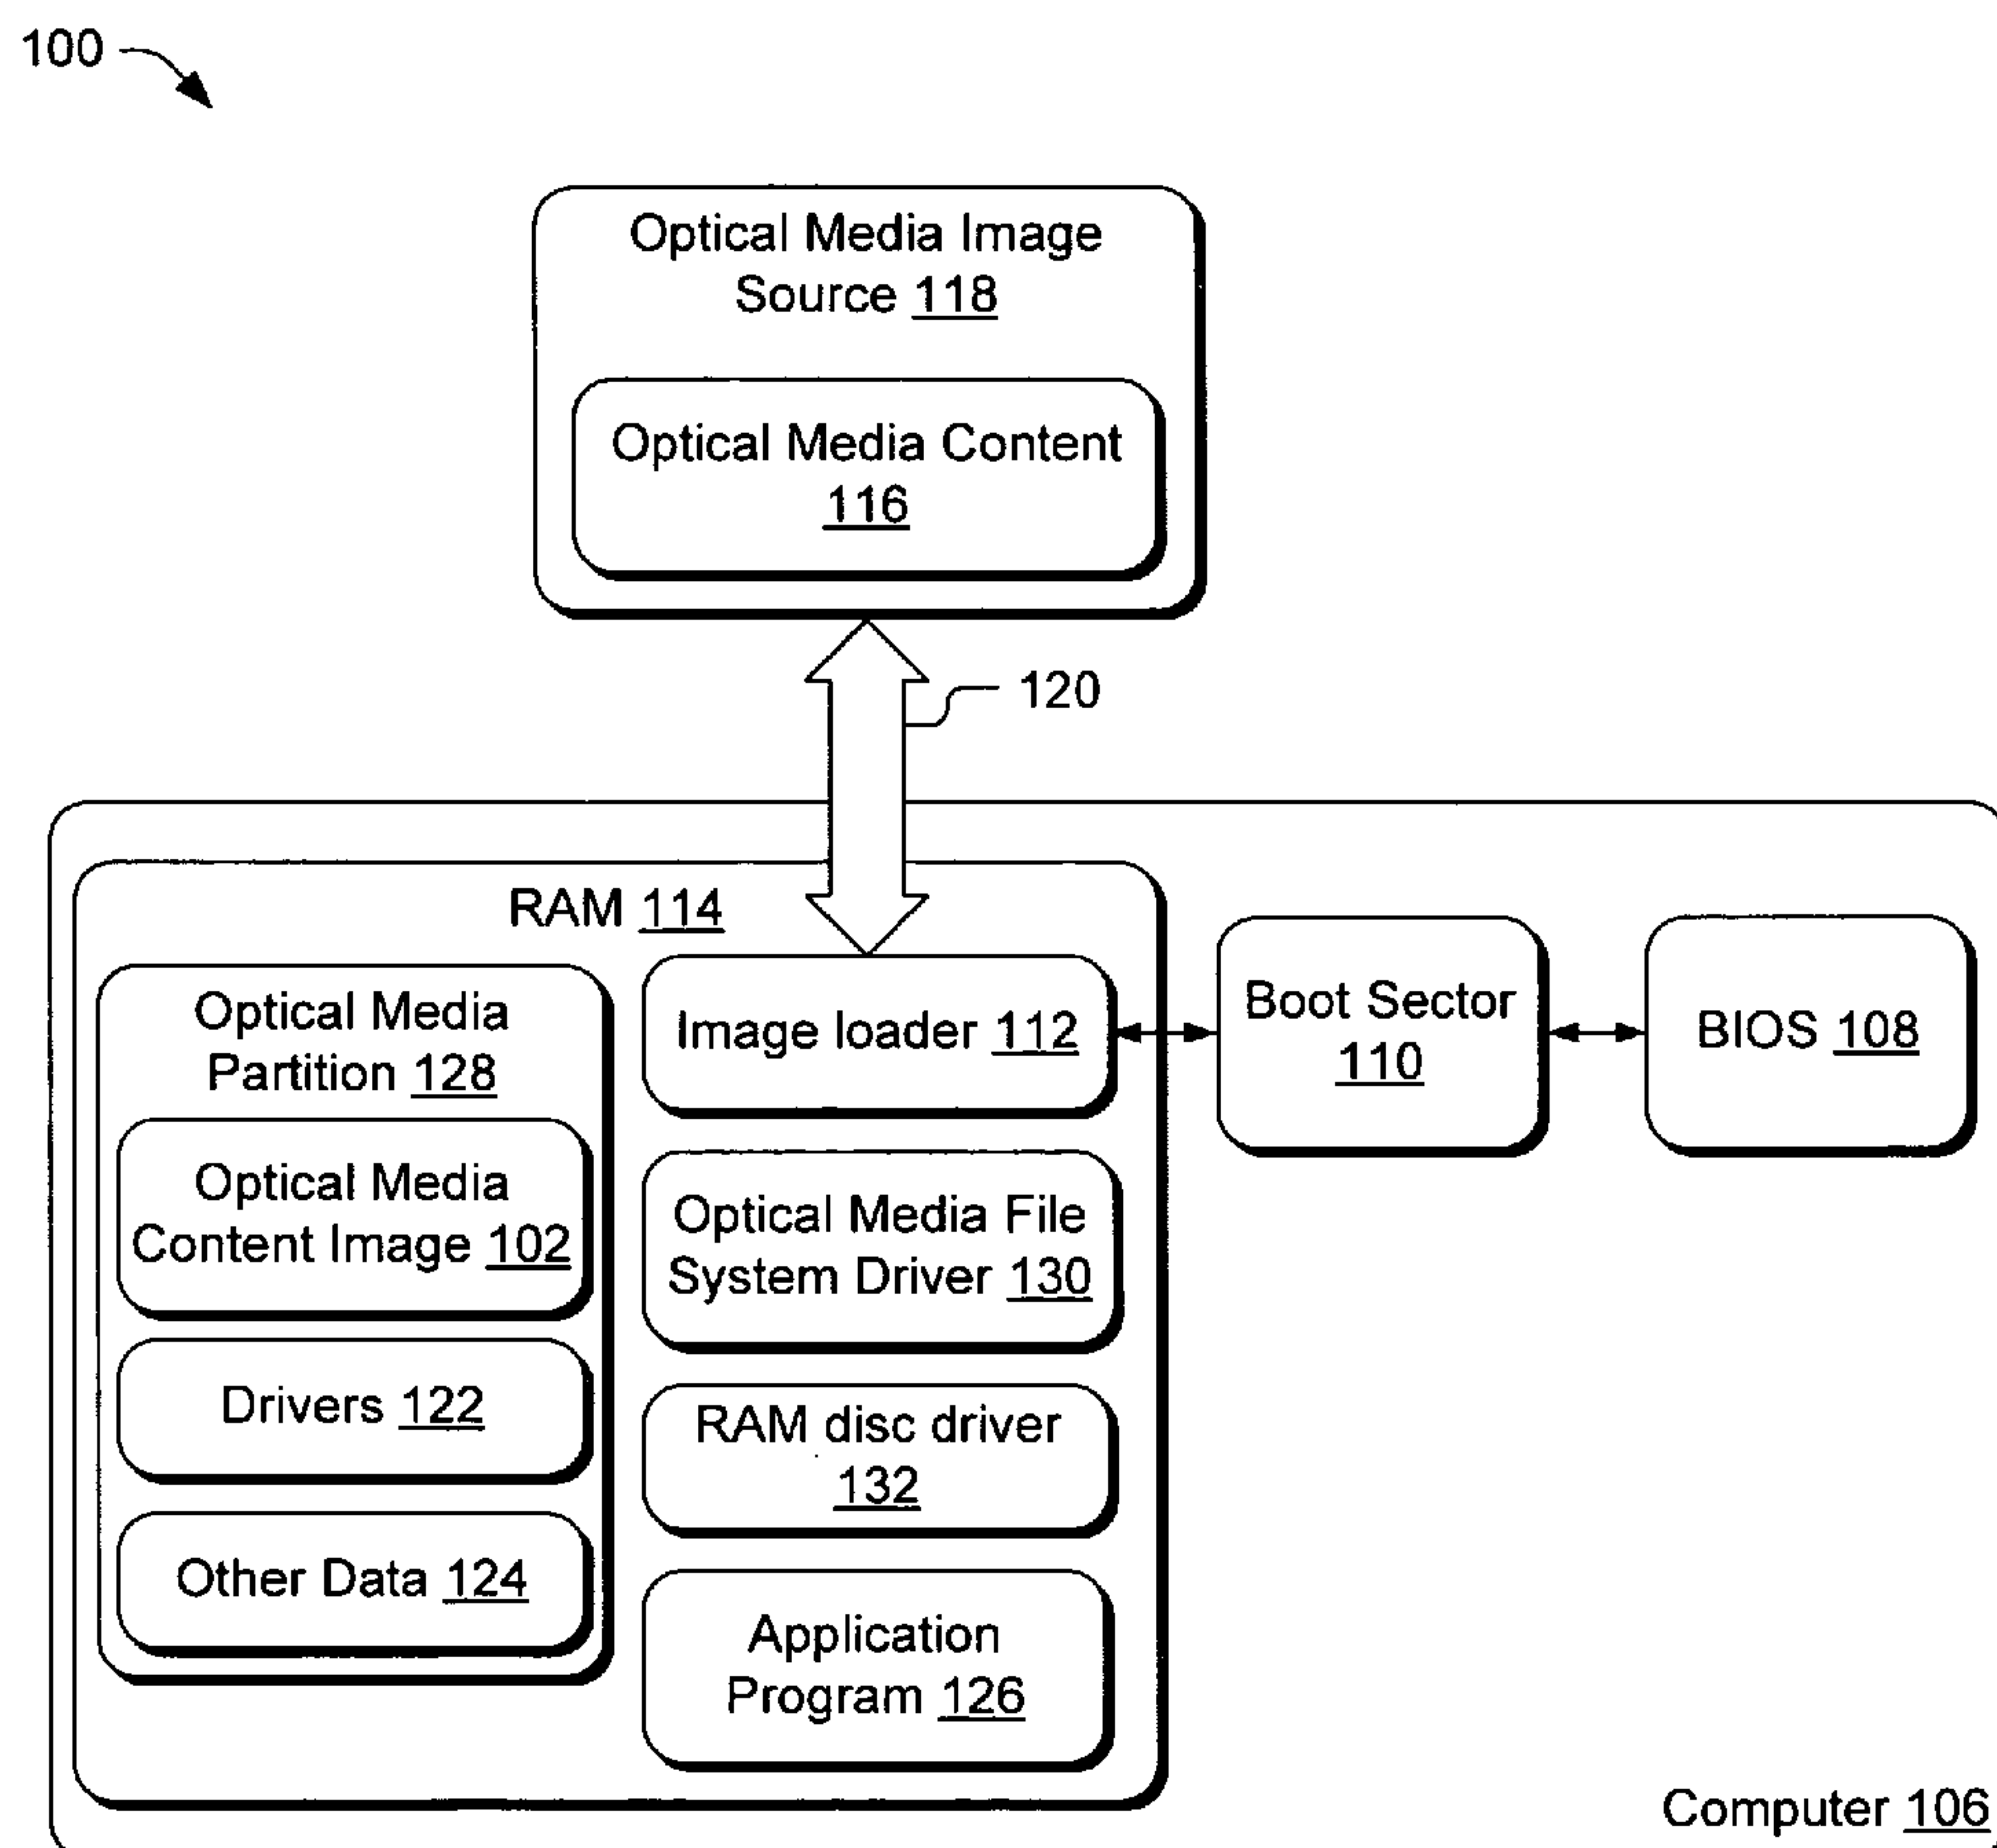 100
Optical Media Image
Source 118
Optical Media Content
116
120
RAM 114
Optical Media
Partition 128
Optical Media
Content Image 102
Drivers 122
Other Data 124
Image loader 112
Optical Media File
System Driver 130
RAM disc driver
132
Application
Program 126
Boot Sector
110
BIOS 108
Computer 106